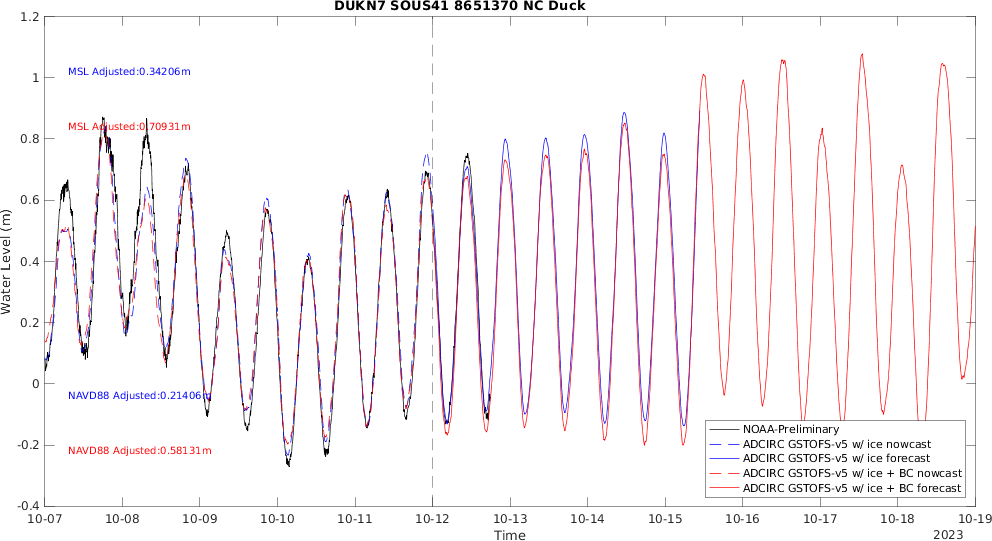 DUKN7 SOUS41 8651370 NC Duck
1.2
1
0.8
0.6
0.4
0.2
0
-0.2
-0.4
Water Level (m)
MSL Adjusted:0.34206m
MSL Adjusted:0.70931m
NAVD88 Adjusted:0.21406m
NAVD88 Adjusted:0.58131m
NOAA-Preliminary
ADCIRC GSTOFS-v5 w/ ice nowcast
ADCIRC GSTOFS-v5 w/ ice forecast
ADCIRC GSTOFS-v5 w/ ice + BC nowcast
ADCIRC GSTOFS-v5 w/ ice + BC forecast
10-07 10-08 10-09 10-10 10-11 10-12 10-13 10-14 10-15 10-16 10-17 10-18 10-19
Time
2023